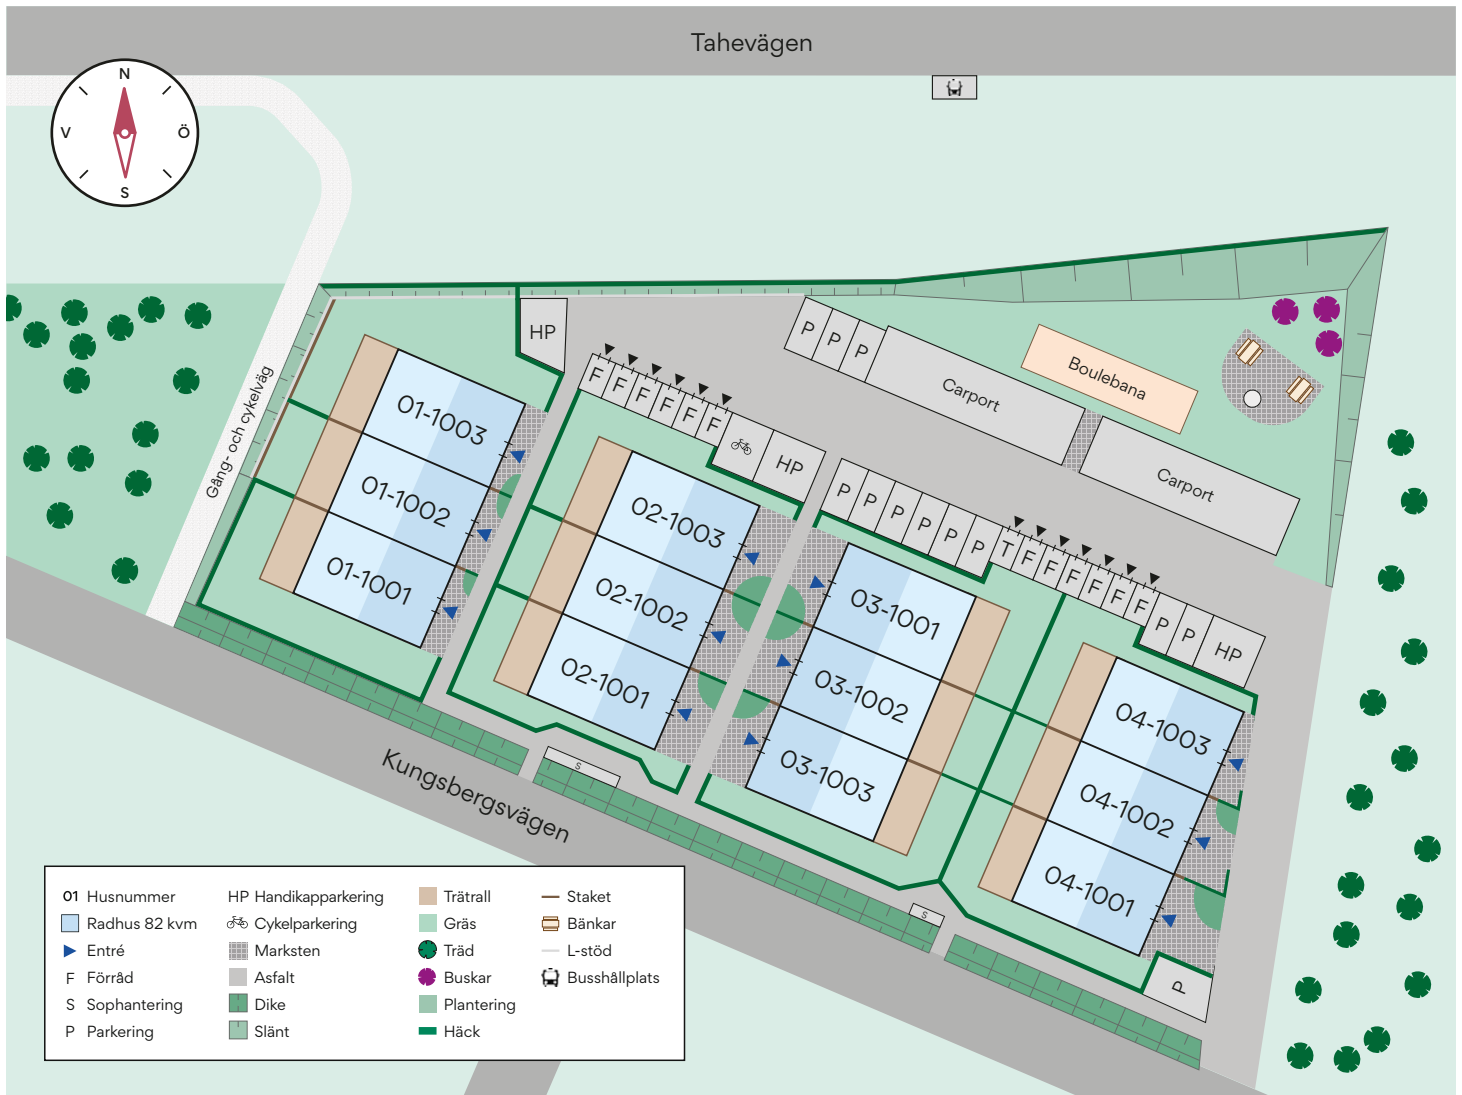 Tahevägen
N
V
Ö
S
Gång- och cykelväg
HP
F
F
F
F
F
F
HP
P
P
P
Carport
Boulebana
Carport
P
P
P
P
P
P
T
F
F
F
F
F
F
P
P
HP
01-1003
01-1002
01-1001
02-1003
02-1002
02-1001
03-1001
03-1002
03-1003
04-1003
04-1002
04-1001
S
S
P
Kungsbergsvägen
01 Husnummer
Radhus 82 kvm
Entré
F Förråd
S Sophantering
P Parkering
HP Handikapparkering
Cykelparkering
Marksten
Asfalt
Dike
Slänt
Trätrall
Gräs
Träd
Buskar
Plantering
Häck
Staket
Bänkar
L-stöd
Busshållplats